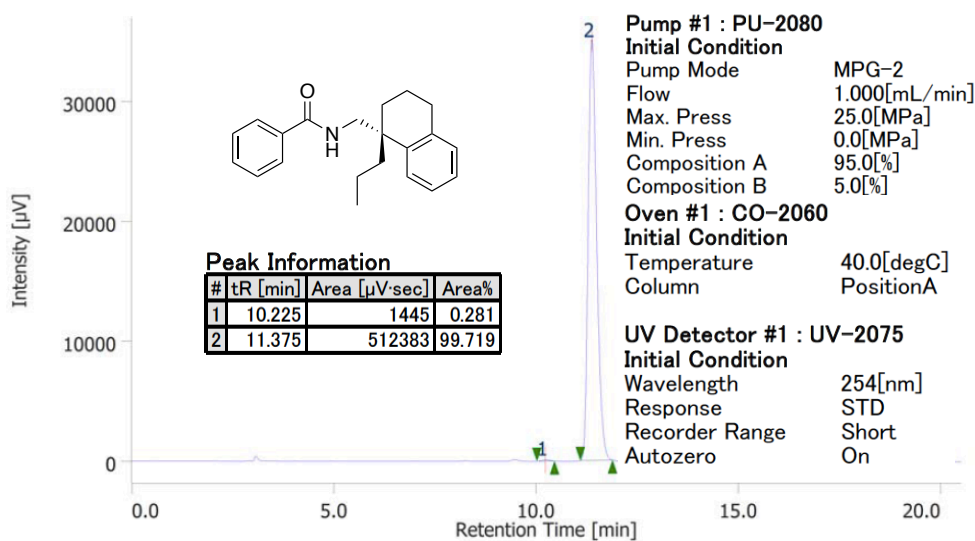 Pump #1 : PU-2080
Initial Condition
Pump Mode MPG-2
Flow 1.000[mL/min]
Max. Press 25.0[MPa]
Min. Press 0.0[MPa]
Composition A 95.0[%]
Composition B 5.0[%]
Oven #1 : CO-2060
Initial Condition
Temperature 40.0[degC]
Column PositionA
UV Detector #1 : UV-2075
Initial Condition
Wavelength 254[nm]
Response STD
Recorder Range Short
Autozero On
2
O
N
H
Peak Information
# tR [min] Area [µV·sec] Area%
1 10.225 1445 0.281
2 11.375 512383 99.719
1
Intensity [µV]
30000
20000
10000
0
0.0 5.0 10.0 15.0 20.0
Retention Time [min]